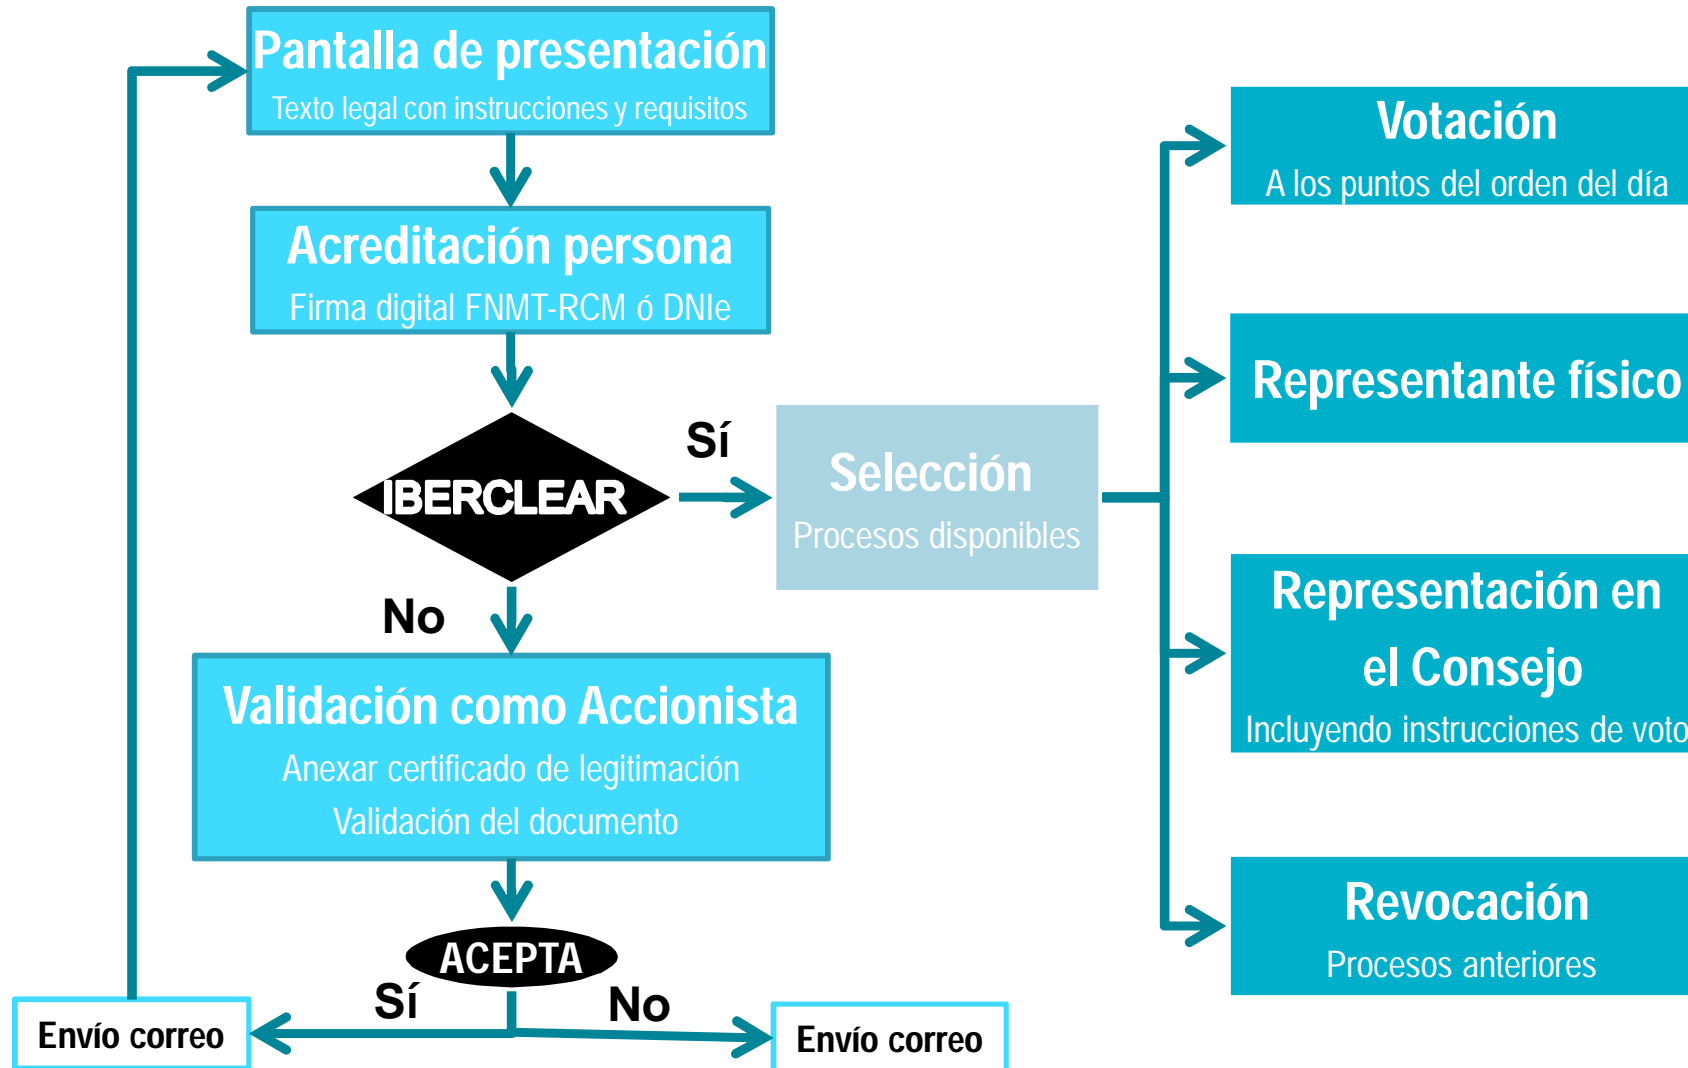 Pantalla de presentación
Texto legal con instrucciones y requisitos
Acreditación persona
Firma digital FNMT-RCM ó DNIe
IBERCLEAR
Sí
No
Selección
Procesos disponibles
Validación como Accionista
Anexar certificado de legitimación
Validación del documento
ACEPTA
Sí
No
Envío correo
Envío correo
Votación
A los puntos del orden del día
Representante físico
Representación en
el Consejo
Incluyendo instrucciones de voto
Revocación
Procesos anteriores